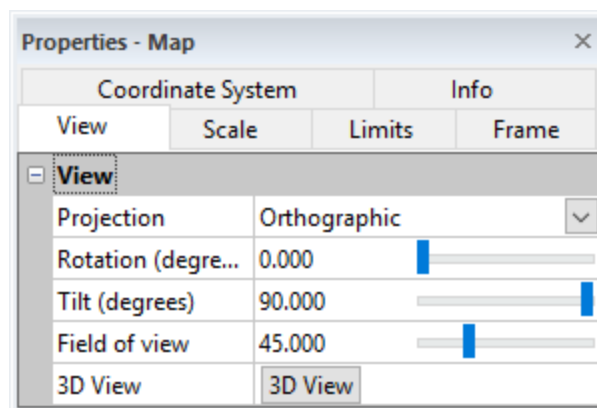 Properties - Map
Coordinate System Info
View Scale Limits Frame
View
Projection Orthographic
Rotation (degre... 0.000
Tilt (degrees) 90.000
Field of view 45.000
3D View 3D View